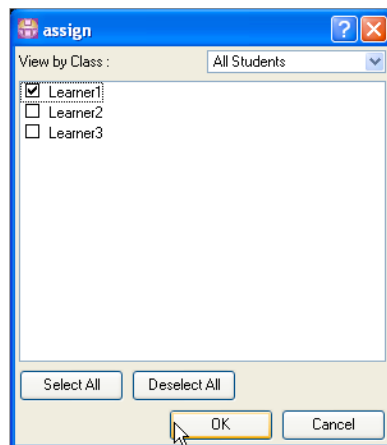 assign
View by Class : All Students
Learner1
Learner2
Learner3
Select All Deselect All
OK Cancel